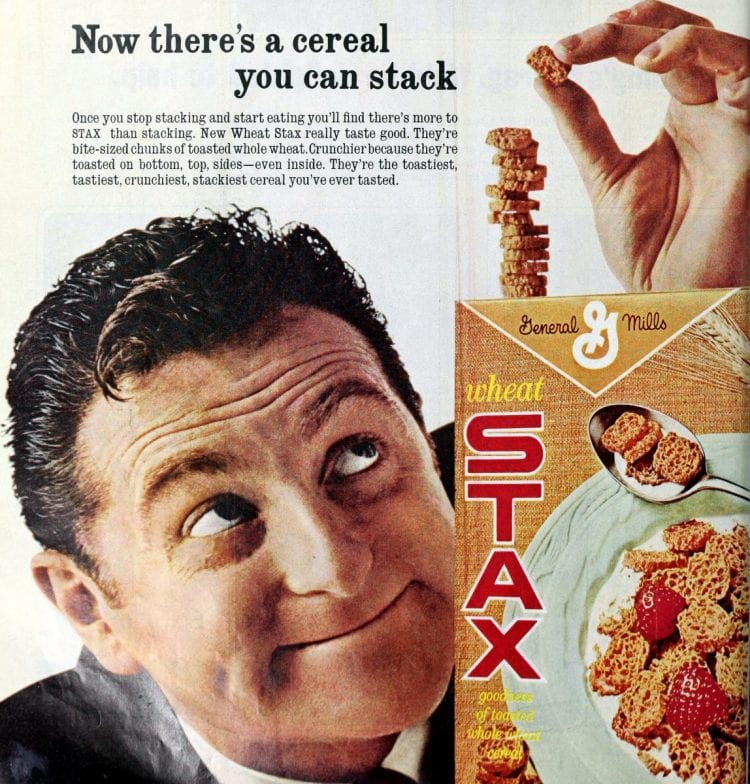 Now there's a cereal
you can stack
Once you stop stacking and start eating you'll find there's more to
STAX than stacking. New Wheat Stax really taste good. They're
bite-sized chunks of toasted whole wheat. Crunchier because they're
toasted on bottom, top, sides—even inside. They're the toastiest,
tastiest, crunchiest, stackiest cereal you've ever tasted.
General G Mills
wheat
STAX
goodness
of toasted
whole wheat
cereal